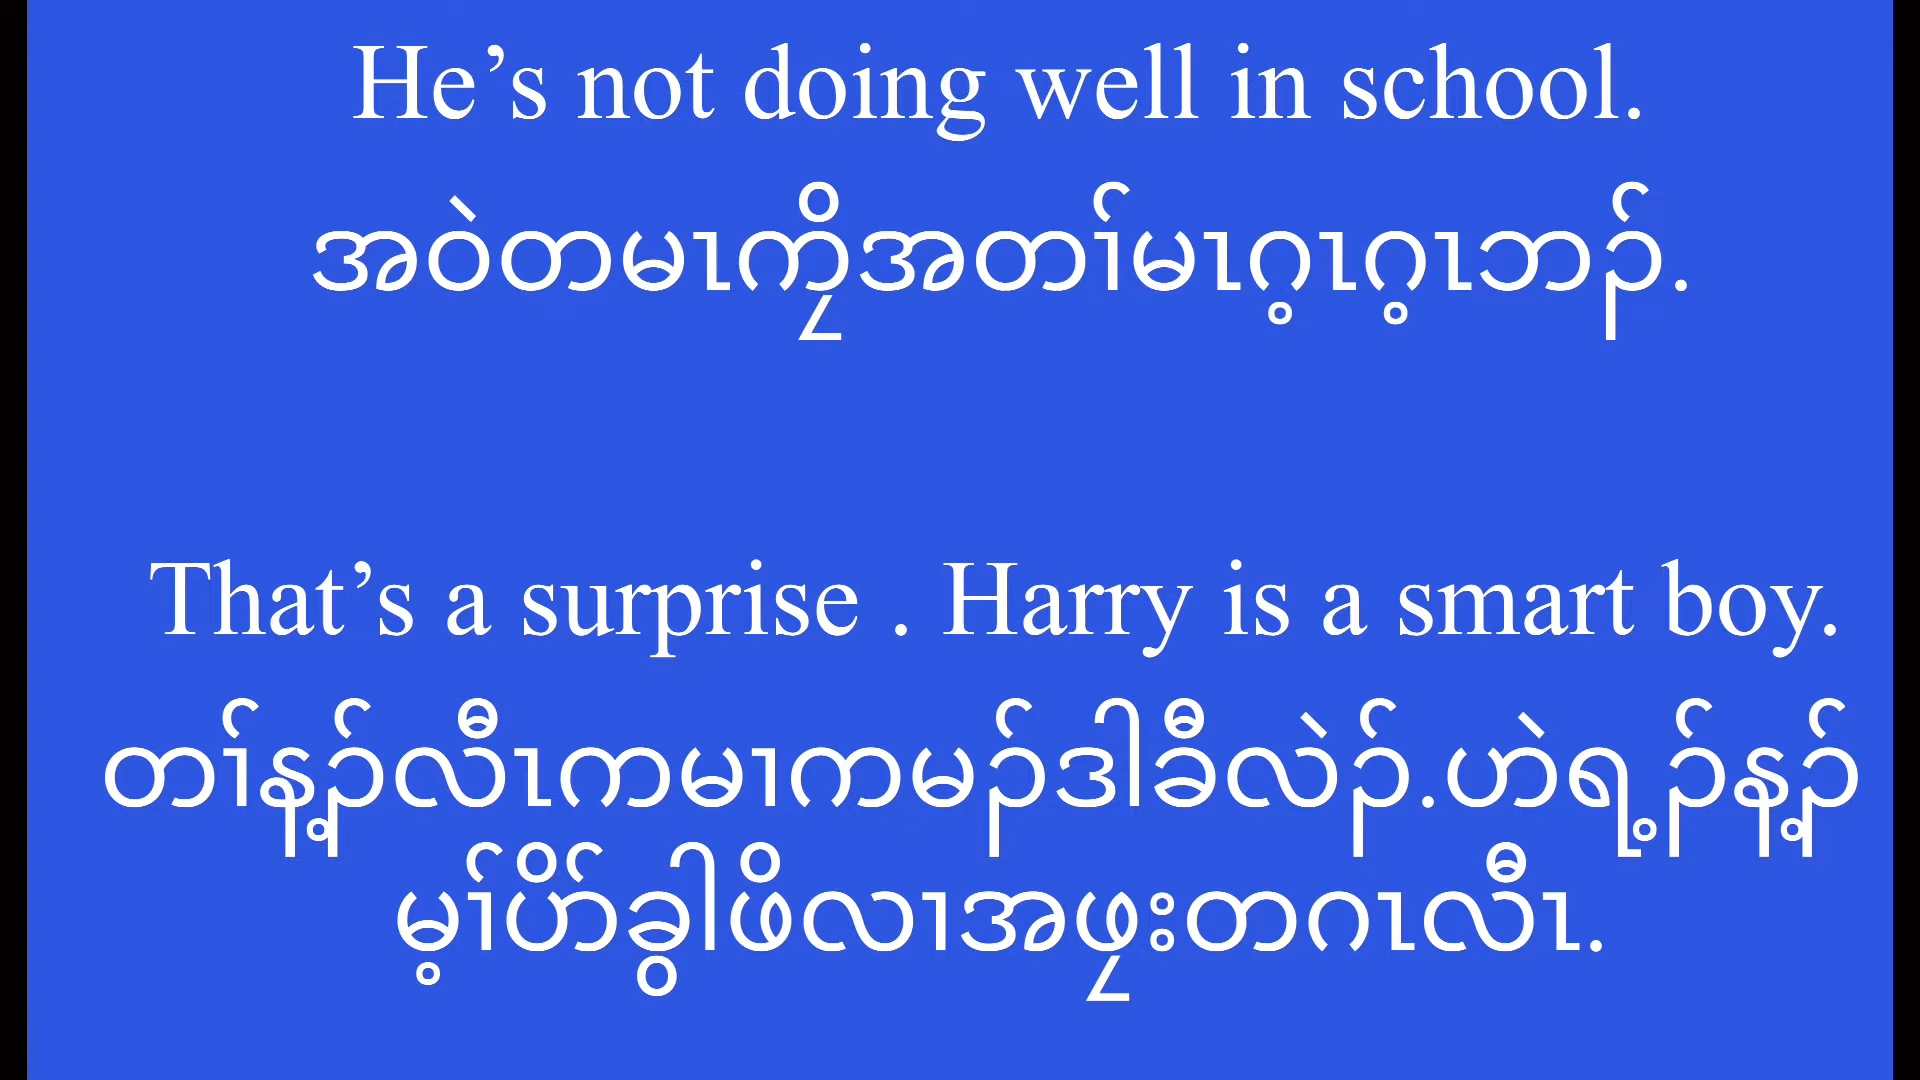 He’s not doing well in school.
အဝဲတမၤကၠိအတၢ်မၤဂ့ၤဂ့ၤဘၣ်.
That’s a surprise . Harry is a smart boy.
တၢ်န့ၣ်လီၤကမၢကမၣ်ဒါခီလဲၣ်.ဟဲရ့ၣ်န့ၣ်
မ့ၢ်ပိာ်ခွါဖိလၢအဖျးတဂၤလီၤ.